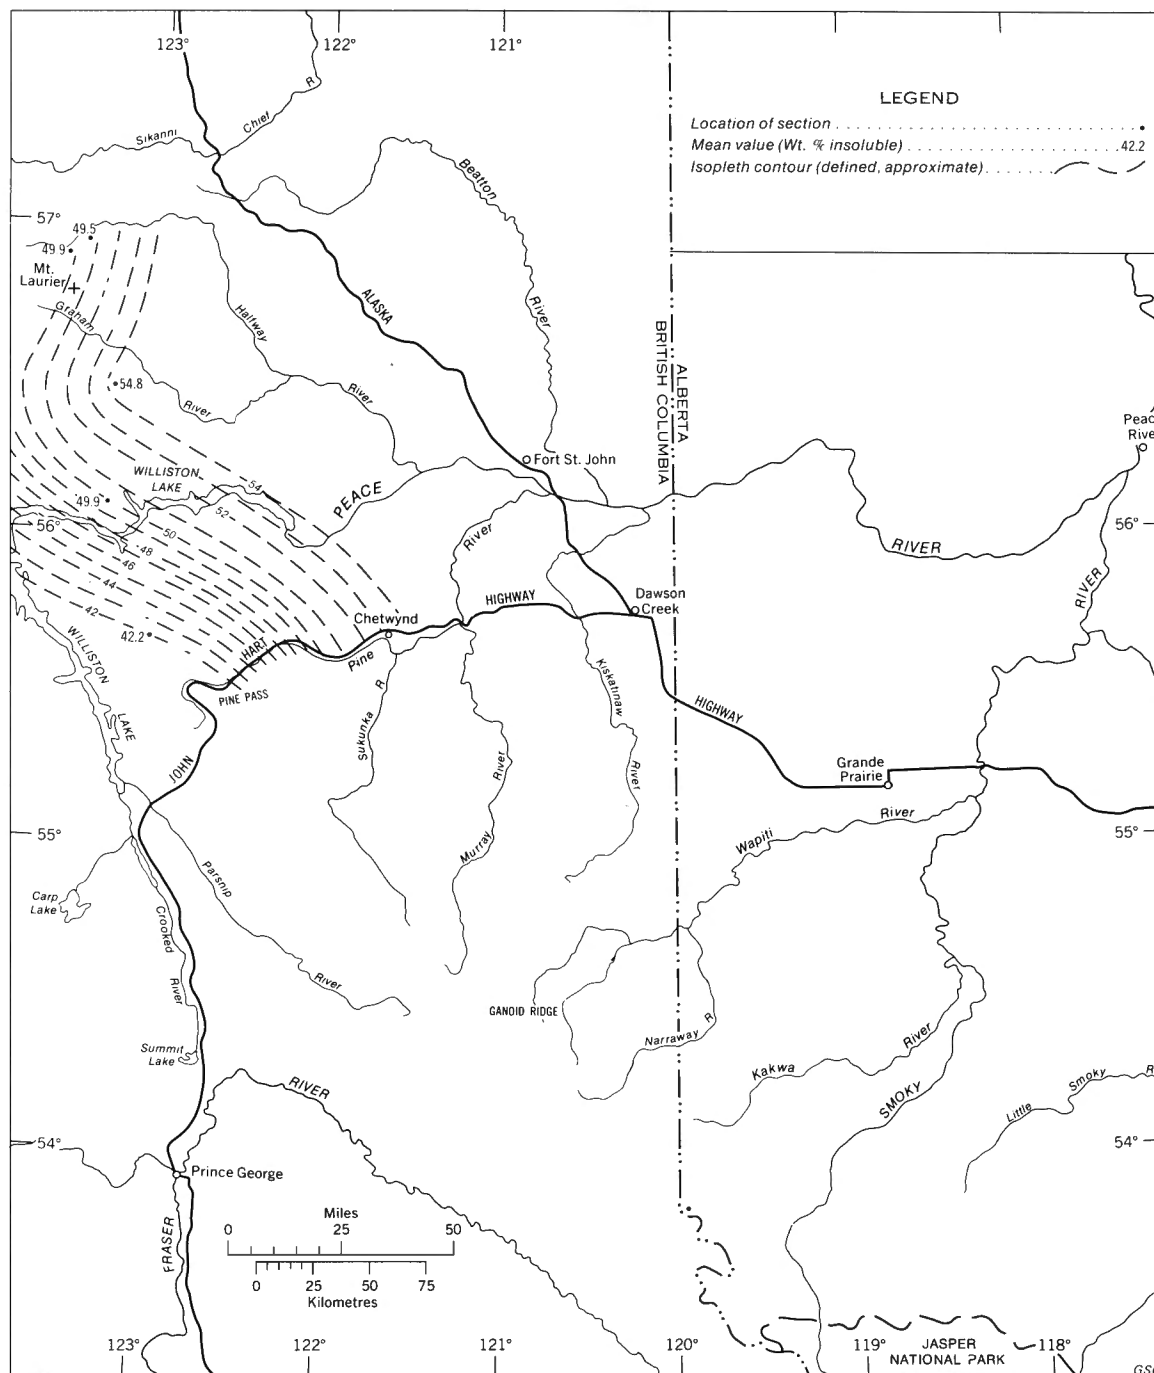 123°
122°
121°
LEGEND
Location of section
Mean value (Wt. % insoluble) 42.2
Isopleth contour (defined, approximate)
Sikanni
Chief
R
Beatton
River
57°
49.5
49.9
Mt.
Laurier
Graham
River
Halfway
River
ALASKA
BRITISH COLUMBIA
ALBERTA
54.8
Peac
Rive
Fort St. John
WILLISTON
LAKE
54
PEACE
49.9
52
56°
50
48
46
44
42
42.2
River
RIVER
56°
RIVER
HIGHWAY
Dawson
Creek
Chetwynd
HART
Pine
PINE PASS
WILLISTON
LAKE
Sukunka
R
Kiskatinaw
River
HIGHWAY
JOHN
Murray
River
Grande
Prairie
55°
Wapiti
River
55°
Parsnip
River
Carp
Lake
Crooked
River
GANOID RIDGE
Narraway
R
Kakwa
River
Summit
Lake
RIVER
SMOKY
Little
Smoky
R
54°
54°
Prince George
FRASER
Miles
0
25
50
0
25
50
75
Kilometres
123°
122°
121°
120°
119°
118°
JASPER
NATIONAL PARK